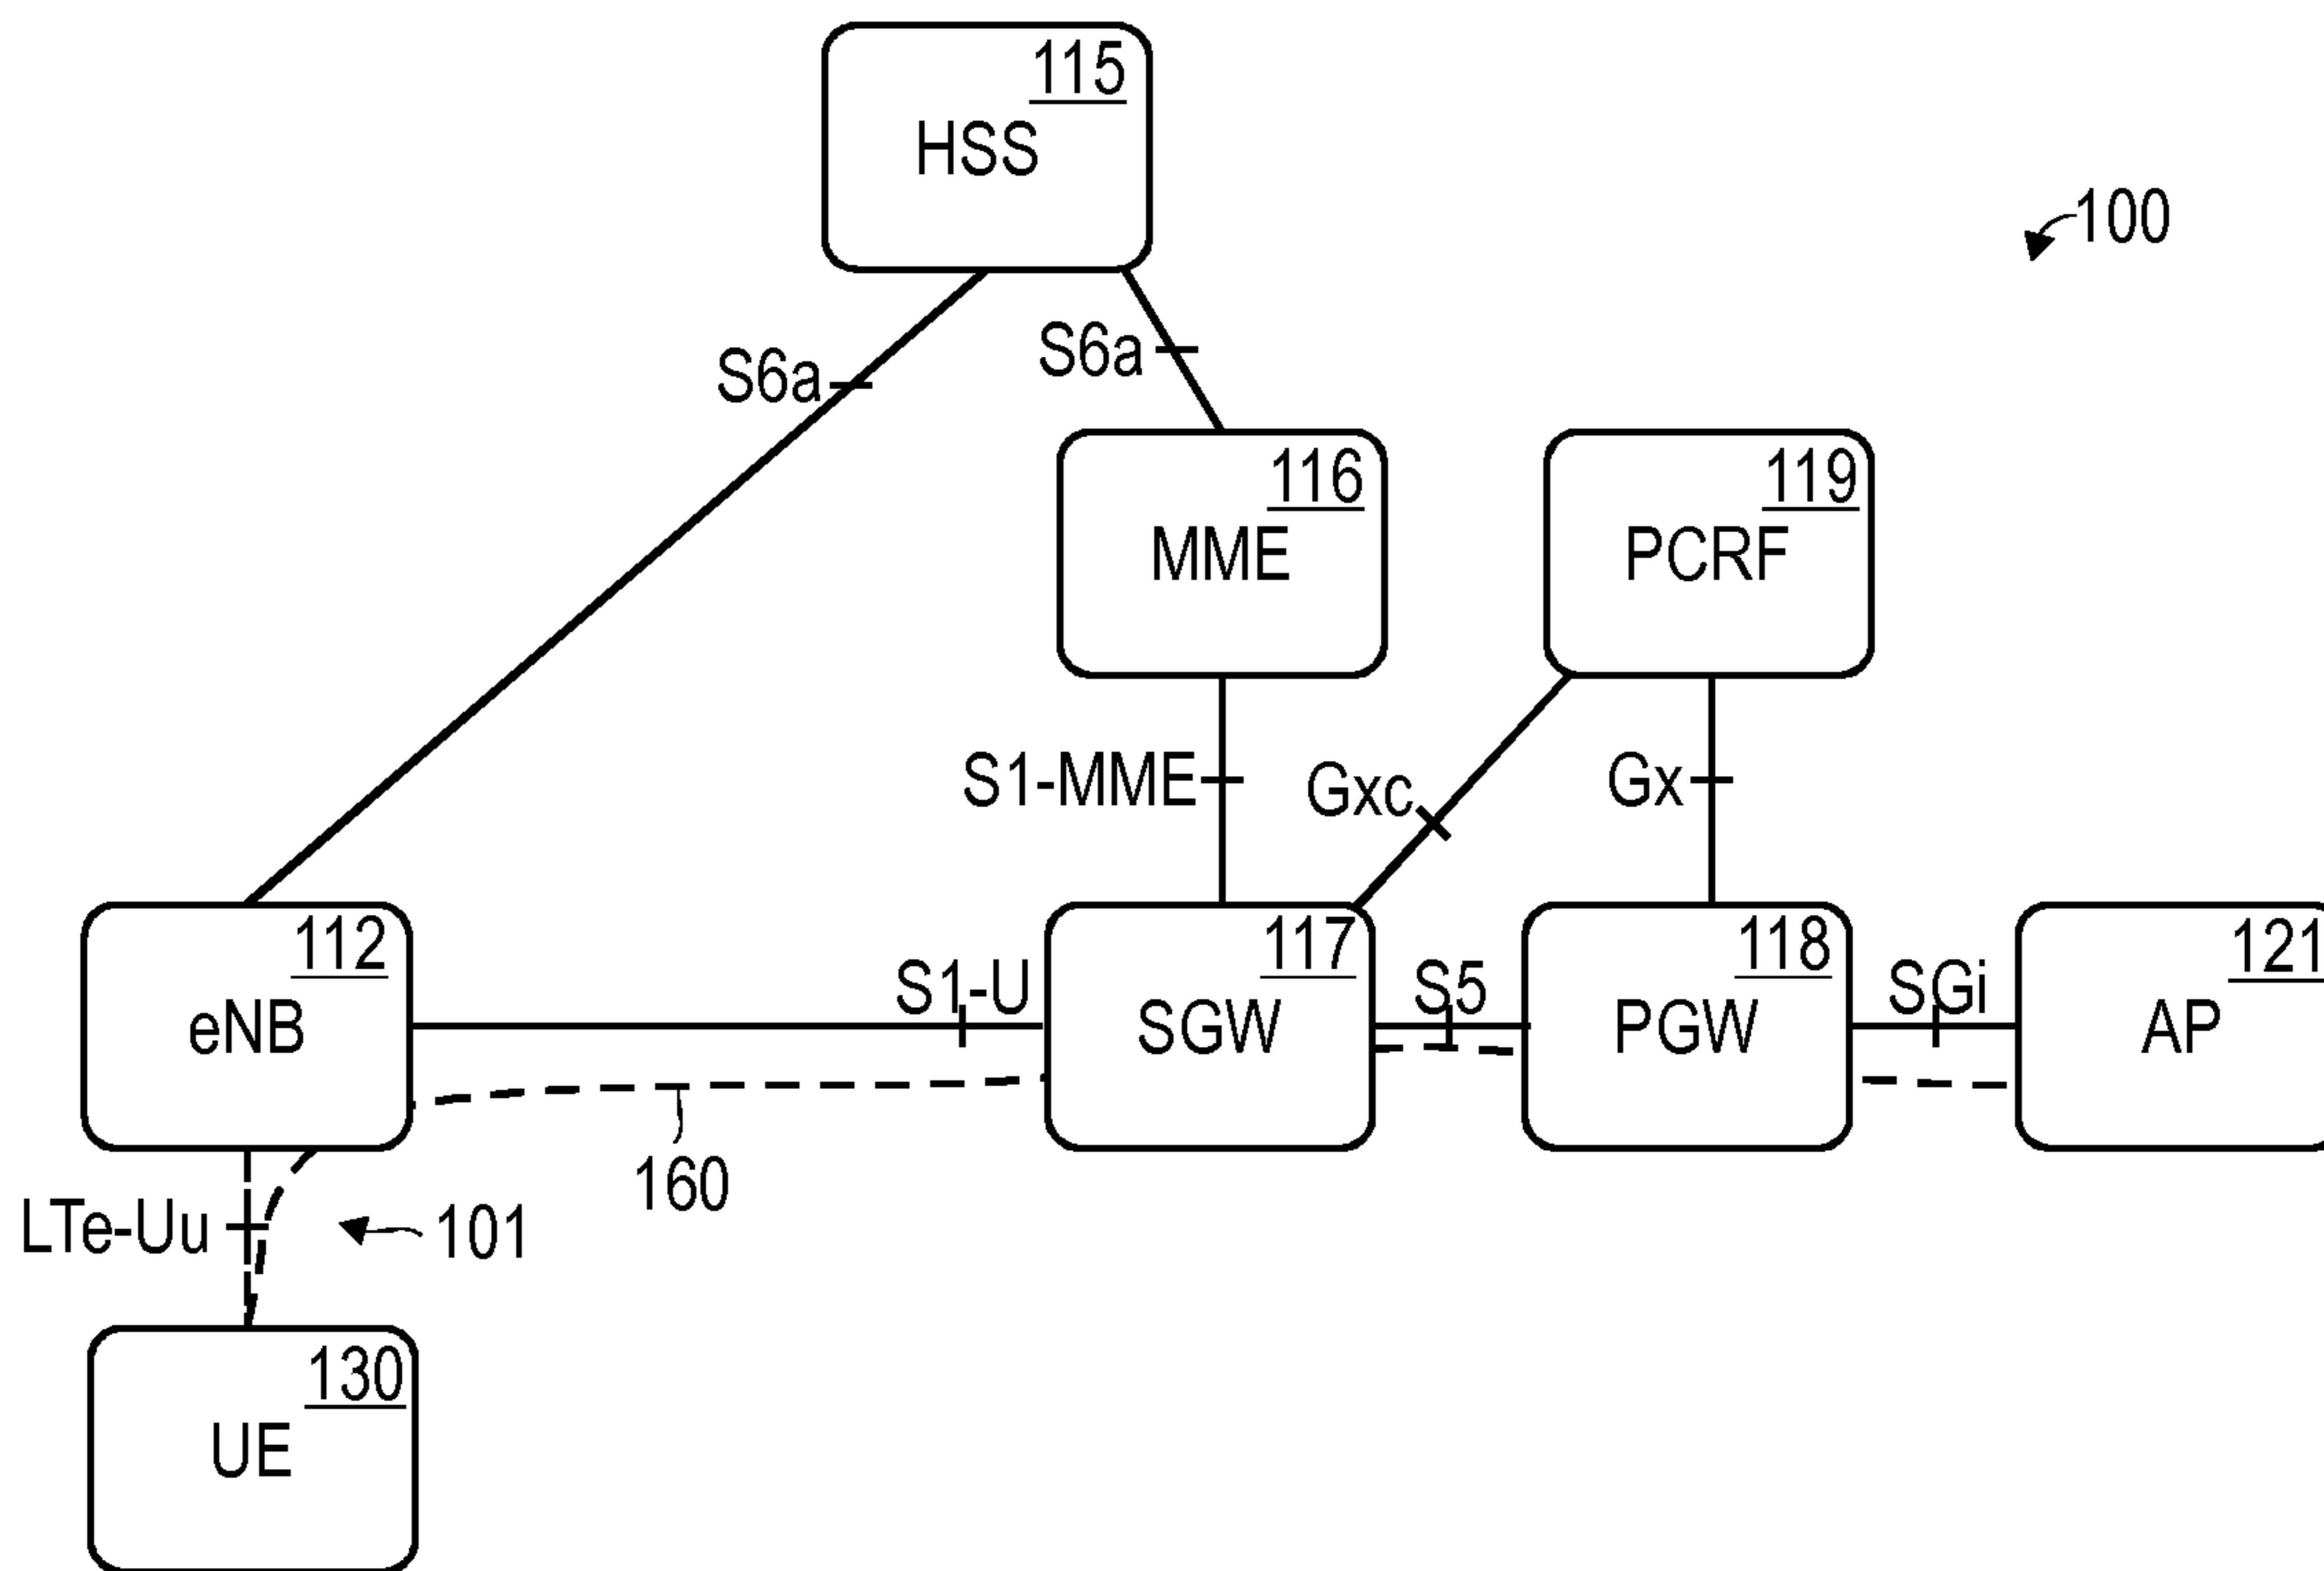 115
HSS
100
S6a
S6a
116
MME
119
PCRF
S1-MME
Gxc
Gx
112
eNB
S1-U
117
SGW
S5
118
PGW
SGi
121
AP
160
LTe-Uu
101
130
UE